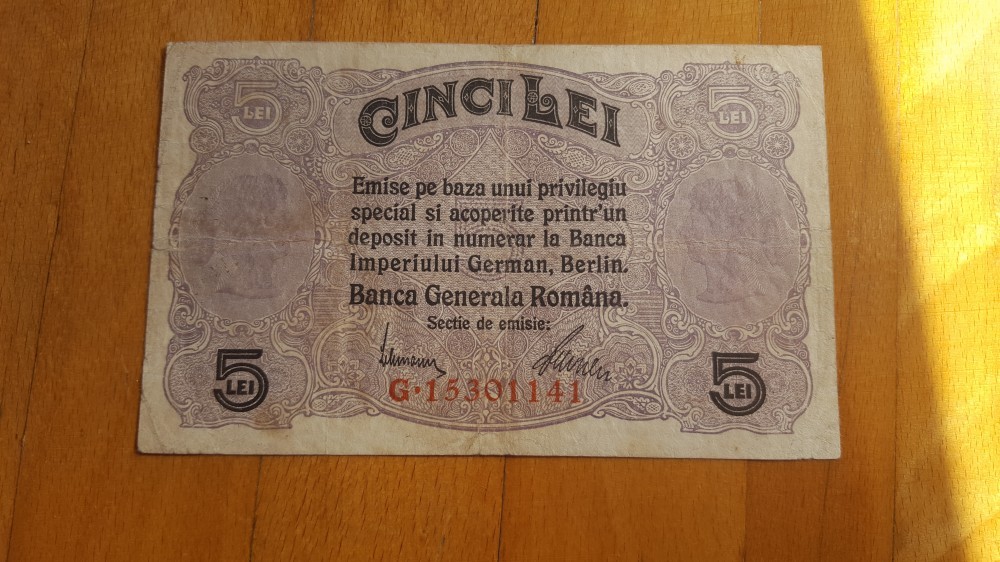 5 LEI
CINCI LEI
5 LEI
Emise pe baza unui privilegiu
special si acoperite printr'un
deposit in numerar la Banca
Imperiului German, Berlin.
Banca Generala Româna.
Sectie de emisie:
5 LEI
G·15301141
5 LEI